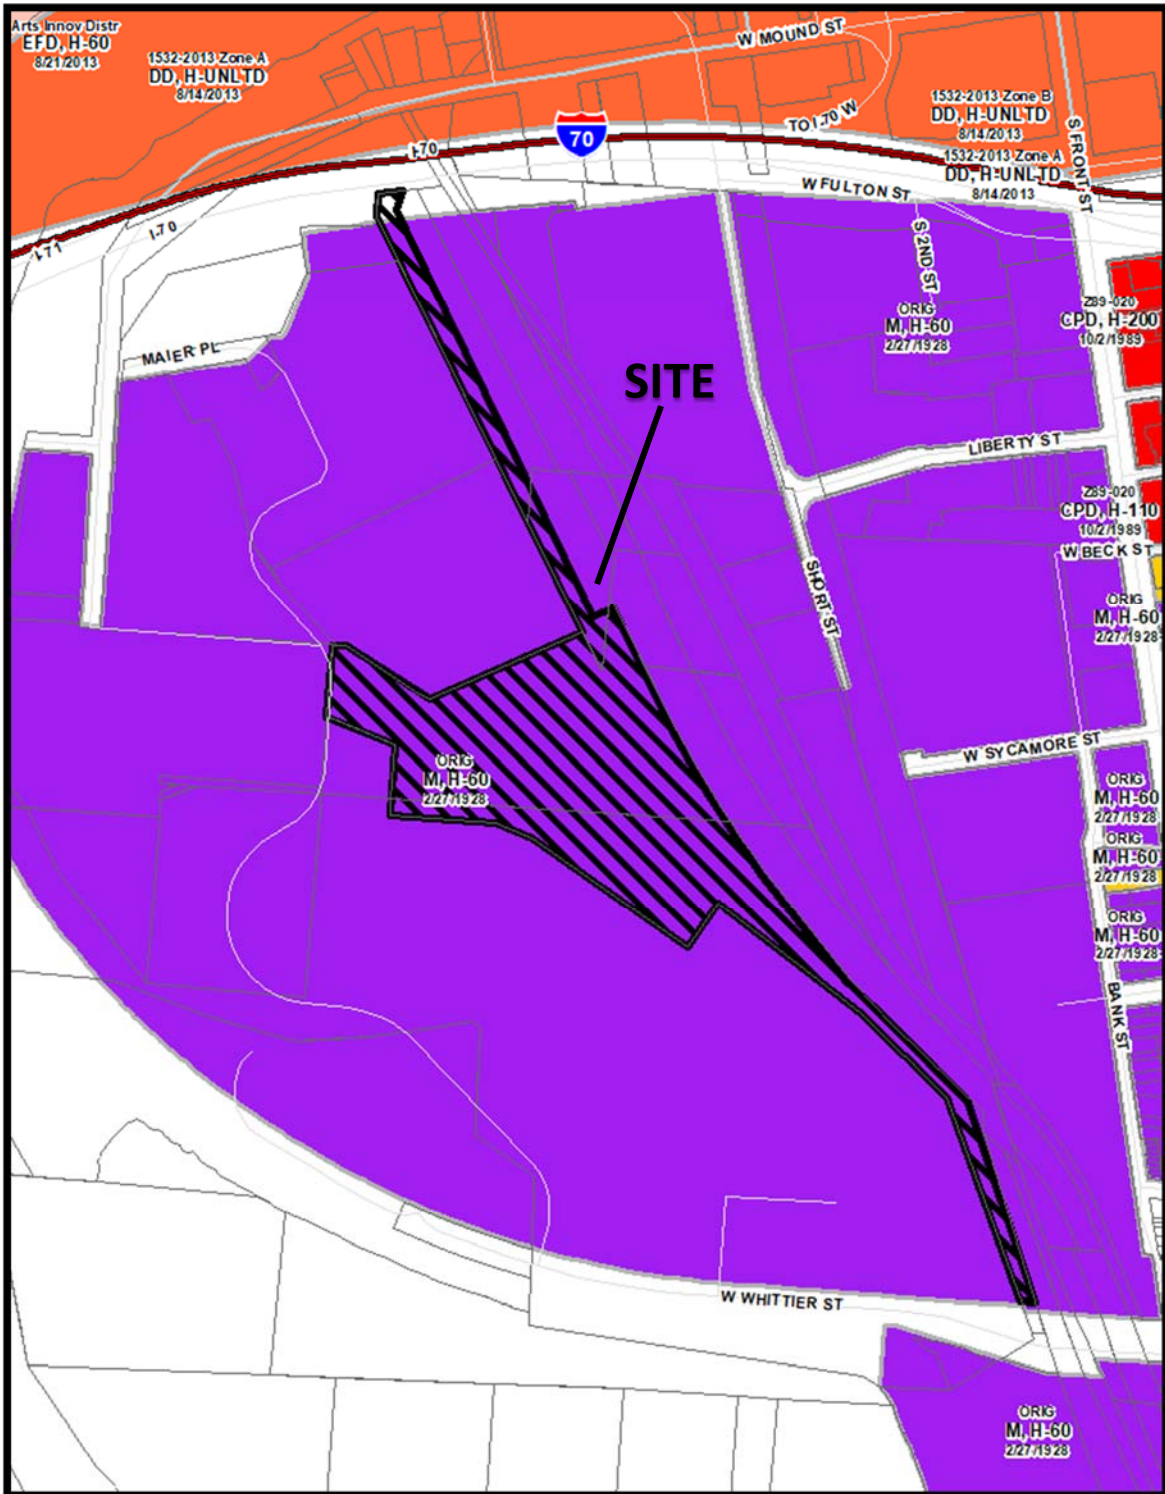 Arts Innov Distr
EFD, H-60
8/21/2013
1532-2013 Zone A
DD, H-UNLTD
8/14/2013
W MOUND ST
1532-2013 Zone B
DD, H-UNLTD
8/14/2013
TO I-70 W
S FRONT ST
70
I-70
1532-2013 Zone A
DD, H-UNLTD
8/14/2013
W FULTON ST
I-71
I-70
S 2ND ST
Z89-020
CPD, H-200
10/2/1989
ORIG
M, H-60
2/27/1928
MAIER PL
SITE
LIBERTY ST
Z89-020
CPD, H-110
10/2/1989
W BECK ST
SHORT ST
ORIG
M, H-60
2/27/1928
W SYCAMORE ST
ORIG
M, H-60
2/27/1928
ORIG
M, H-60
2/27/1928
ORIG
M, H-60
2/27/1928
ORIG
M, H-60
2/27/1928
BANK ST
W WHITTIER ST
ORIG
M, H-60
2/27/1928